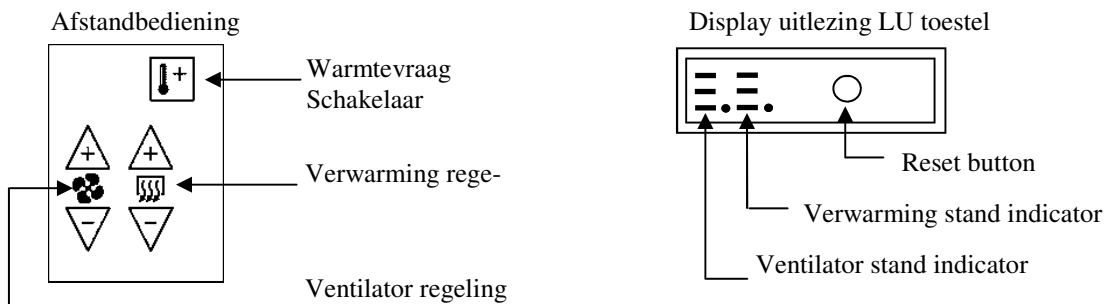 Afstandbediening
Warmtevraag
Schakelaar
Verwarming rege-
Ventilator regeling
Display uitlezing LU toestel
Reset button
Verwarming stand indicator
Ventilator stand indicator